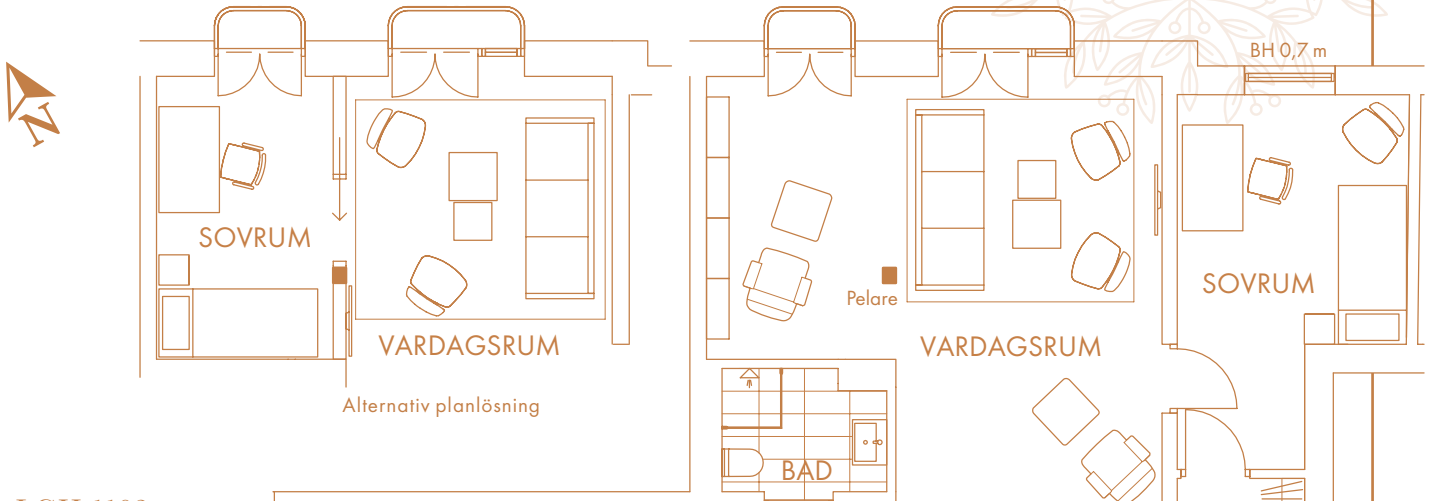 BH 0,7 m
N
SOVRUM
SOVRUM
Pelare
VARDAGSRUM
VARDAGSRUM
Alternativ planlösning
BAD